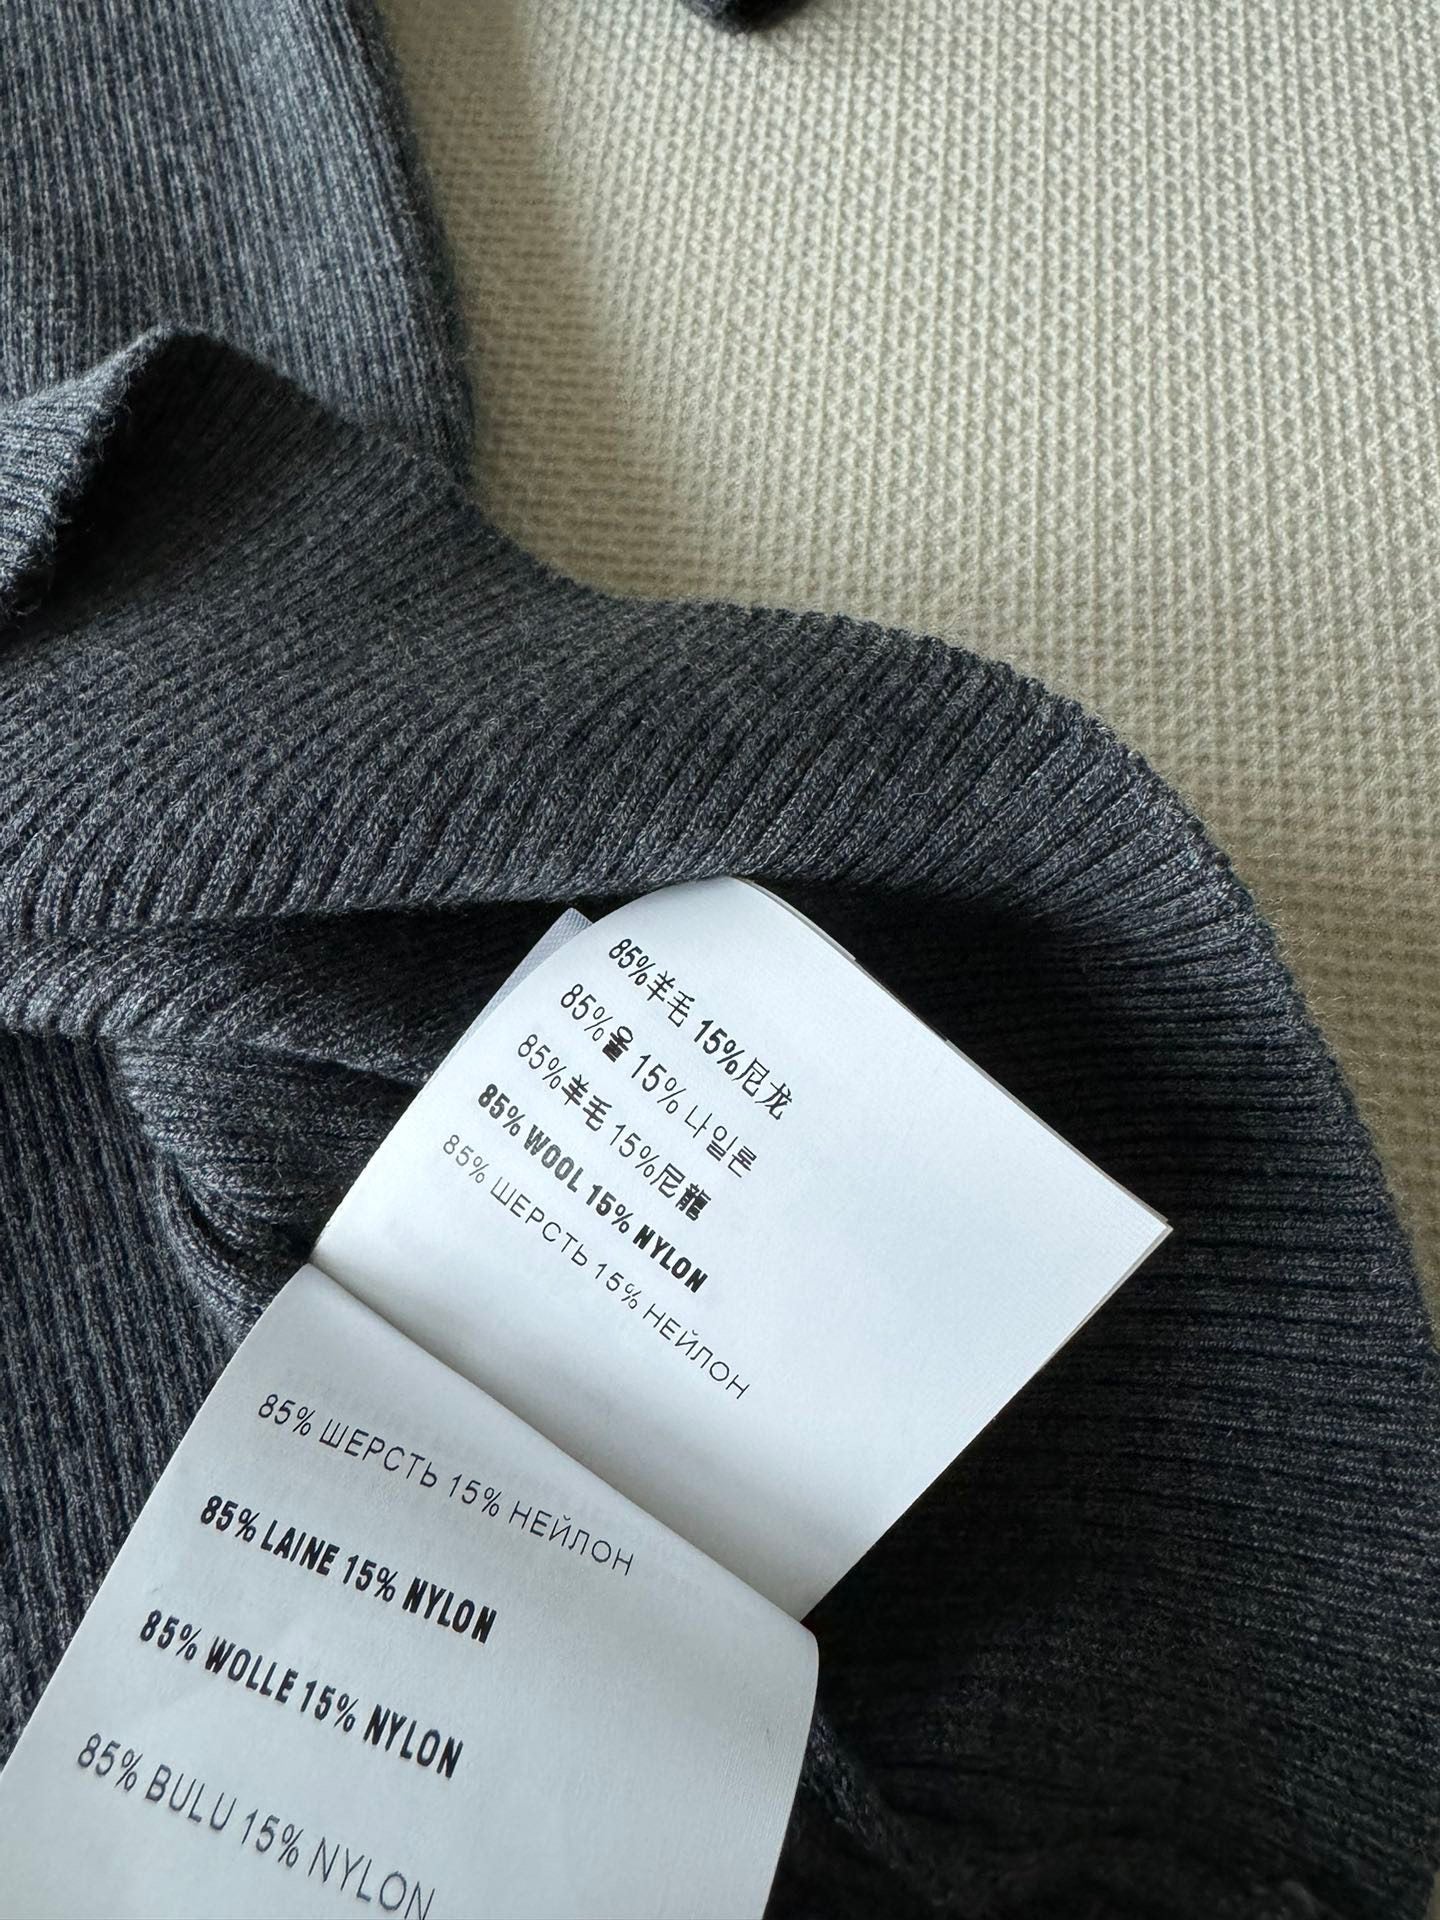 85%羊毛 15%尼龙
85%울 15% 나일론
85%羊毛 15%尼龍
85% WOOL 15% NYLON
85% ШЕРСТЬ 15% НЕЙЛОН
85% ШЕРСТЬ 15% НЕЙЛОН
85% LAINE 15% NYLON
85% WOLLE 15% NYLON
85% BULU 15% NYLON